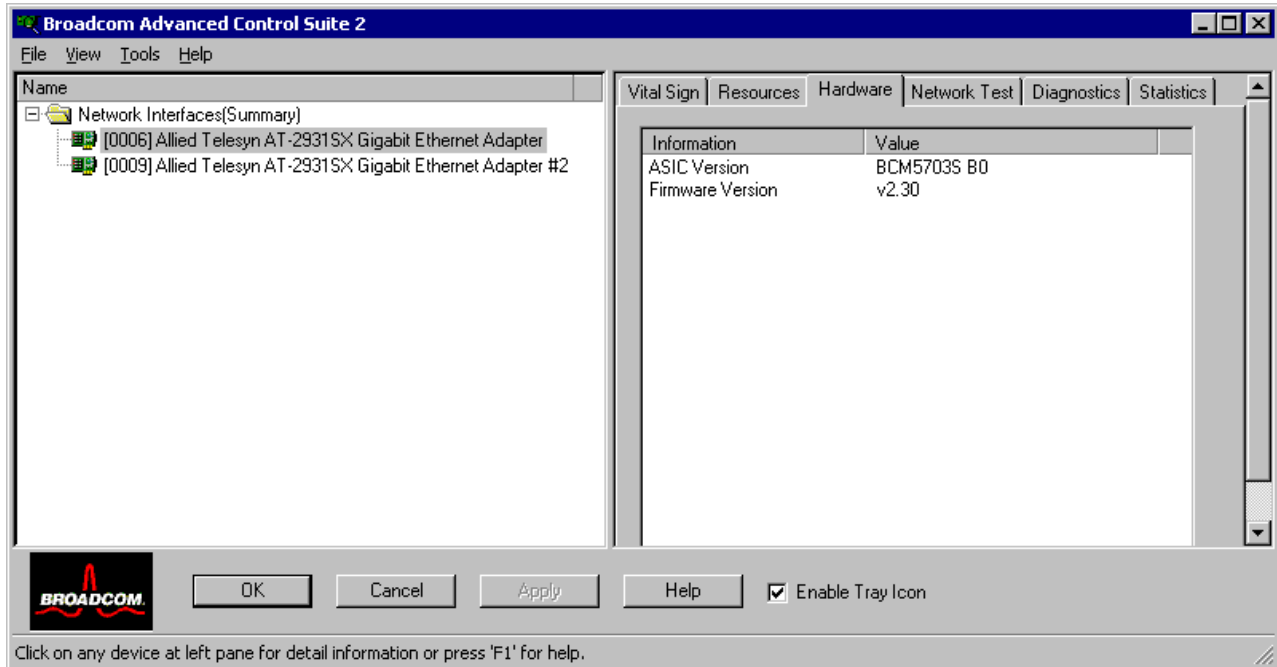 Broadcom Advanced Control Suite 2
File View Tools Help
Name
Network Interfaces(Summary)
[0006] Allied Telesyn AT-2931SX Gigabit Ethernet Adapter
[0009] Allied Telesyn AT-2931SX Gigabit Ethernet Adapter #2
Vital Sign Resources Hardware Network Test Diagnostics Statistics
Information Value
ASIC Version BCM5703S B0
Firmware Version v2.30
BROADCOM.
OK Cancel Apply Help Enable Tray Icon
Click on any device at left pane for detail information or press 'F1' for help.